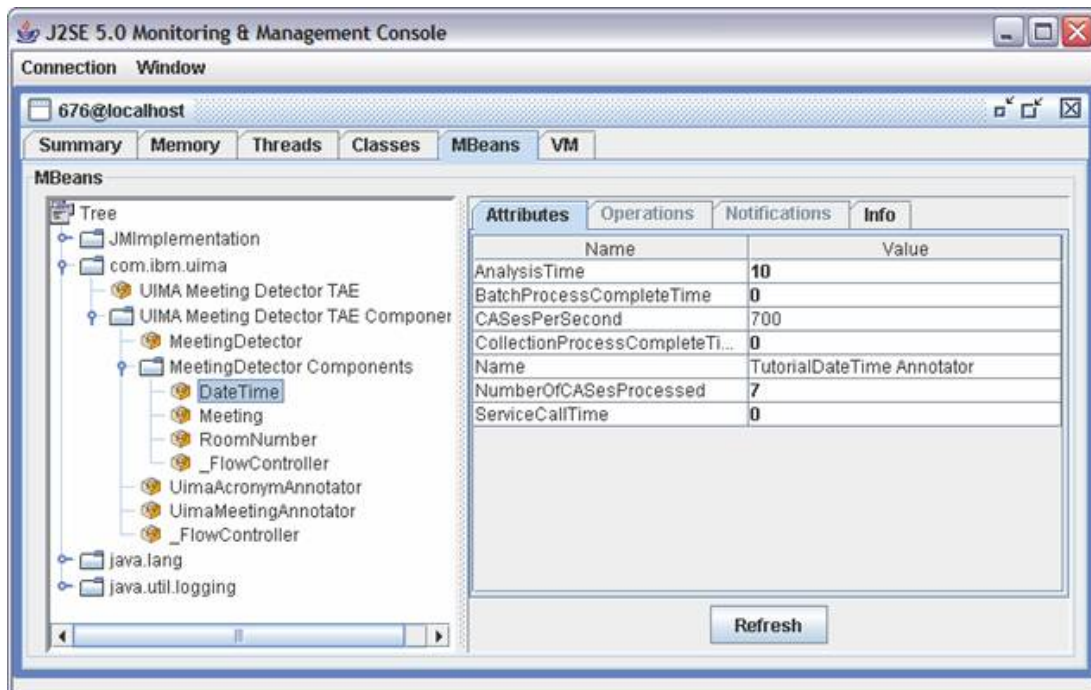 J2SE 5.0 Monitoring & Management Console
Connection Window
676@localhost
Summary Memory Threads Classes MBeans VM
MBeans
Tree
JMImplementation
com.ibm.uima
UIMA Meeting Detector TAE
UIMA Meeting Detector TAE Componer
MeetingDetector
MeetingDetector Components
DateTime
Meeting
RoomNumber
_FlowController
UimaAcronymAnnotator
UimaMeetingAnnotator
_FlowController
java.lang
java.util.logging
Attributes Operations Notifications Info
Name Value
AnalysisTime 10
BatchProcessCompleteTime 0
CASesPerSecond 700
CollectionProcessCompleteTi... 0
Name TutorialDateTime Annotator
NumberOfCASesProcessed 7
ServiceCallTime 0
Refresh